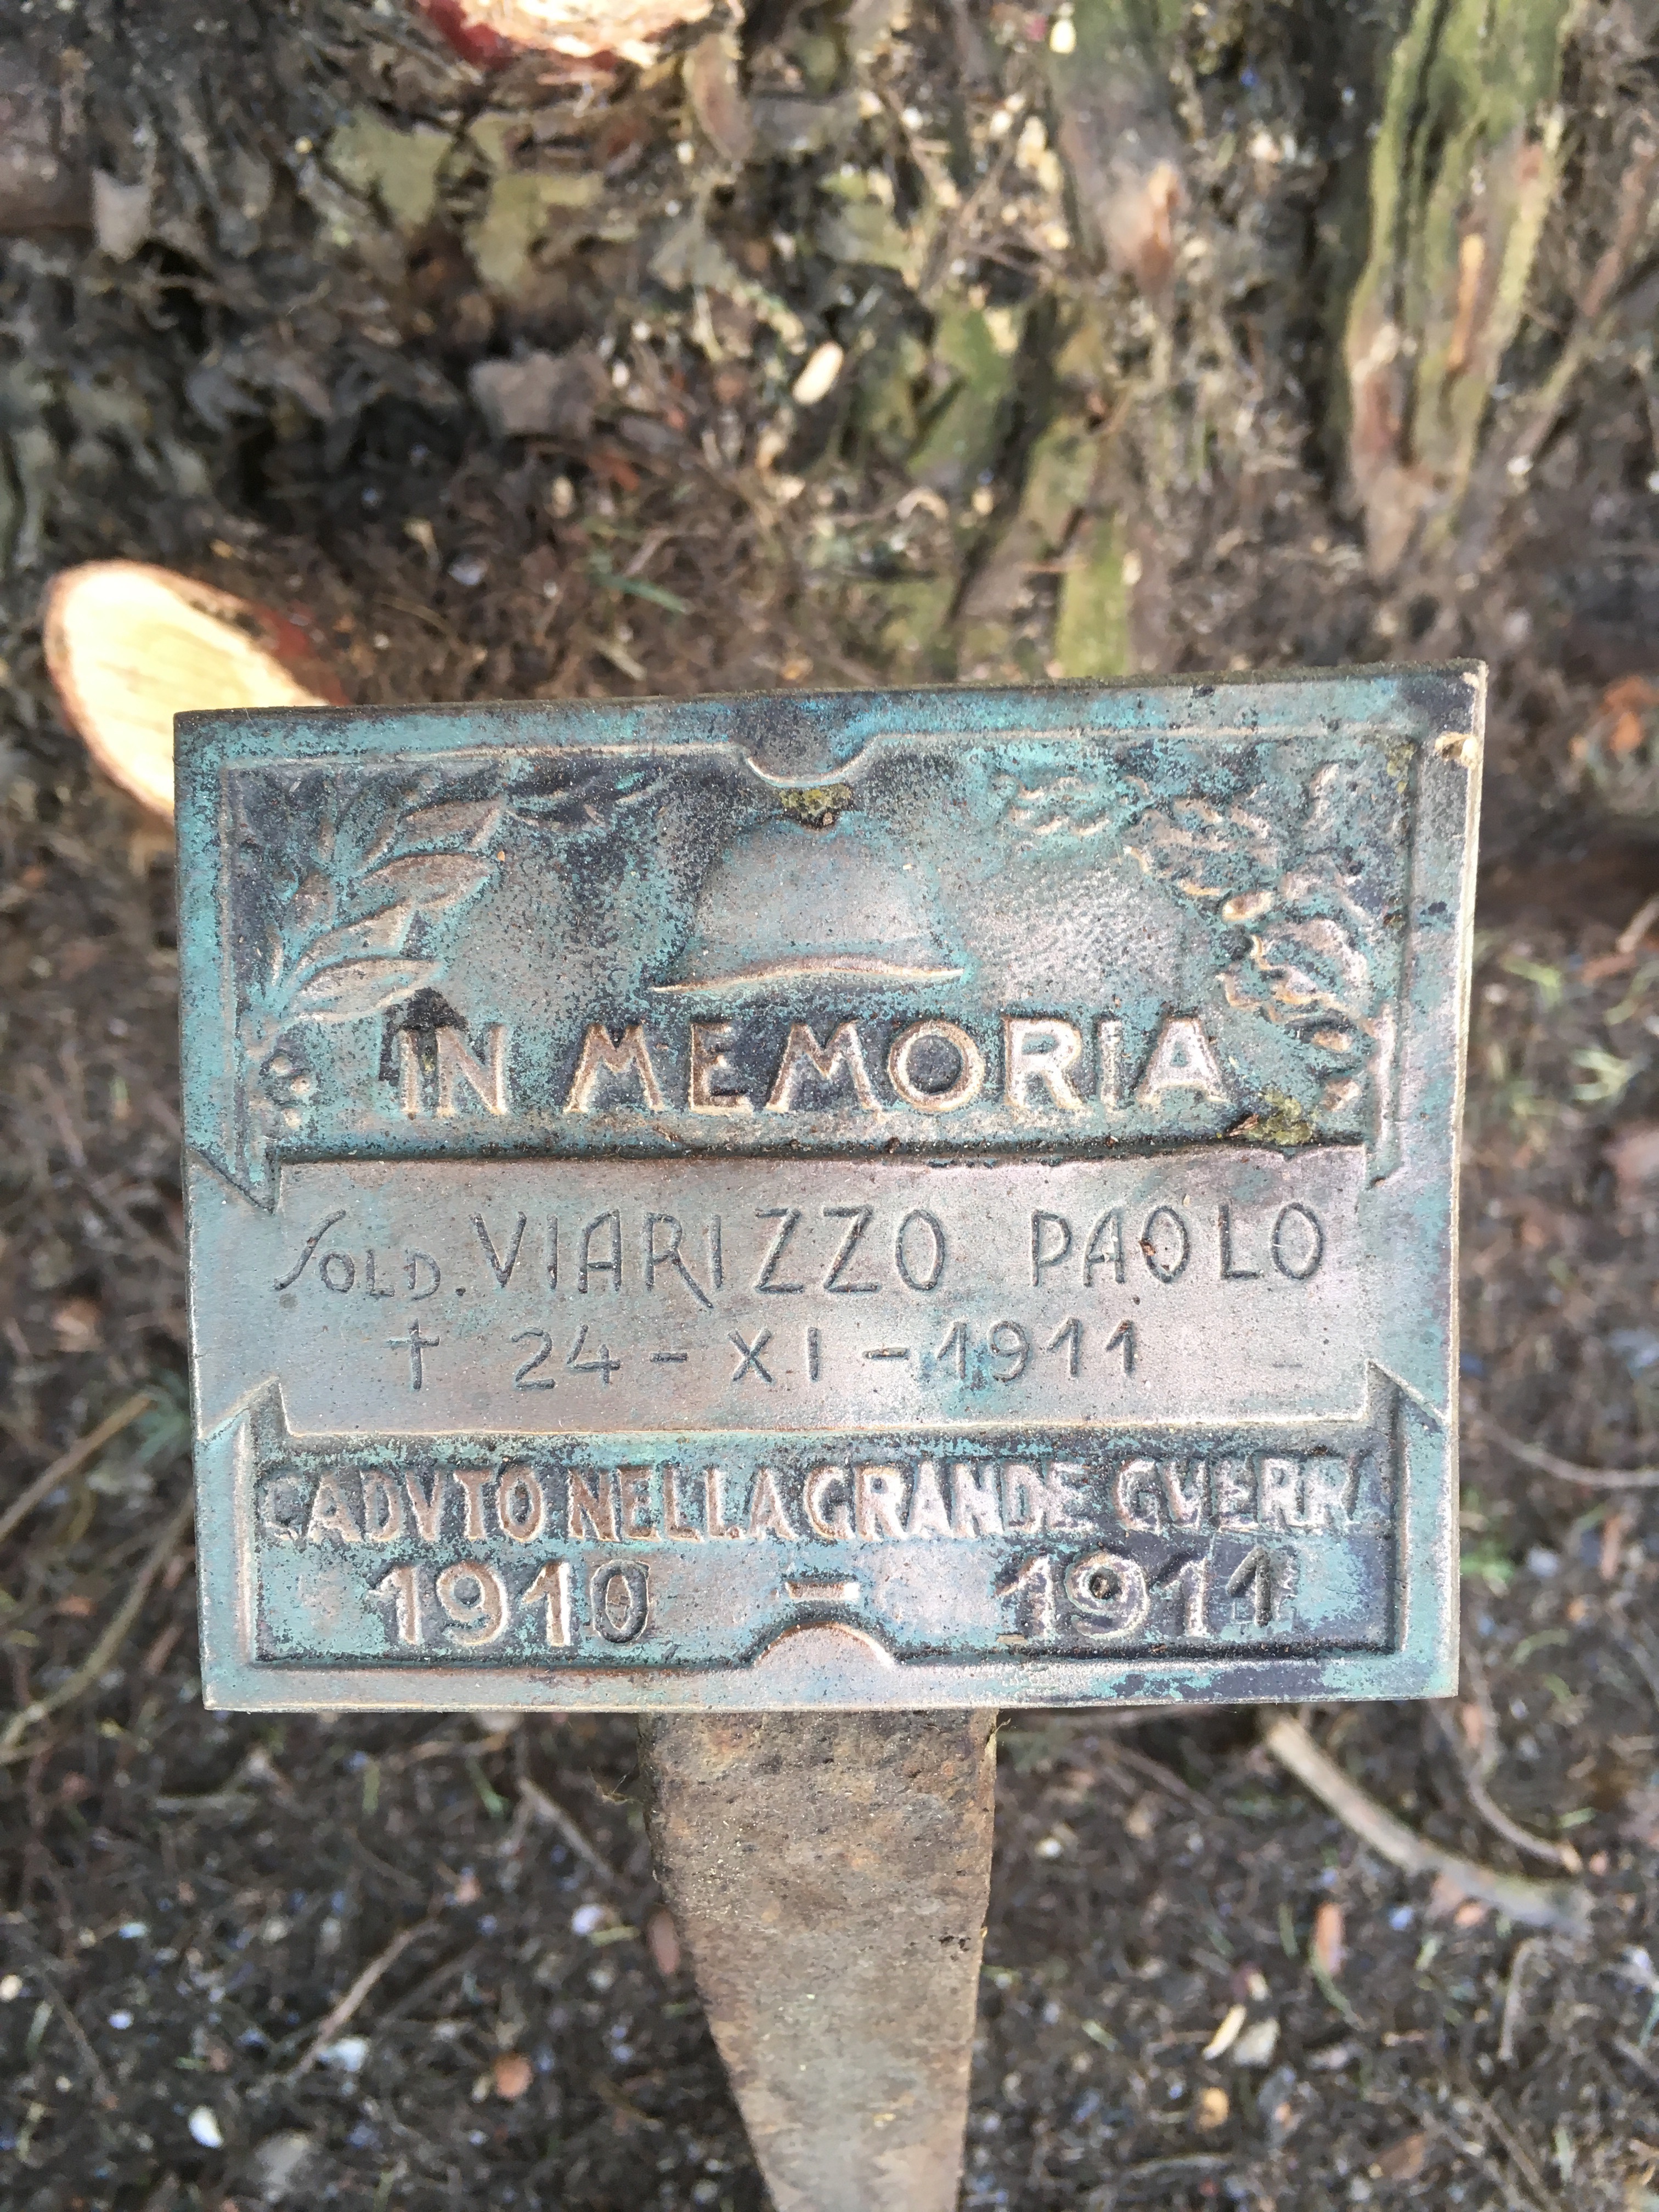 IN MEMORIA
SOLD. VIARIZZO PAOLO
† 24 - XI - 1911
CADVTO NELLA GRANDE GVERRA
1910 - 1911